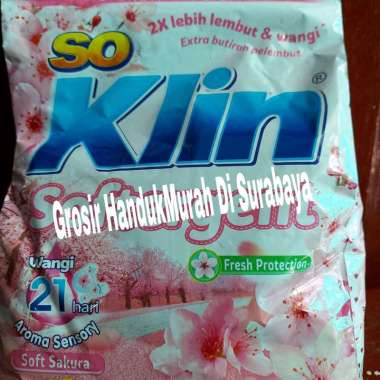 2X lebih lembut & wangi
Extra butiran pelembut
SO
Klin®
Softergent
Grosir HandukMurah Di Surabaya
Fresh Protection
Wangi
21 hari
Aroma Sensory
Soft Sakura